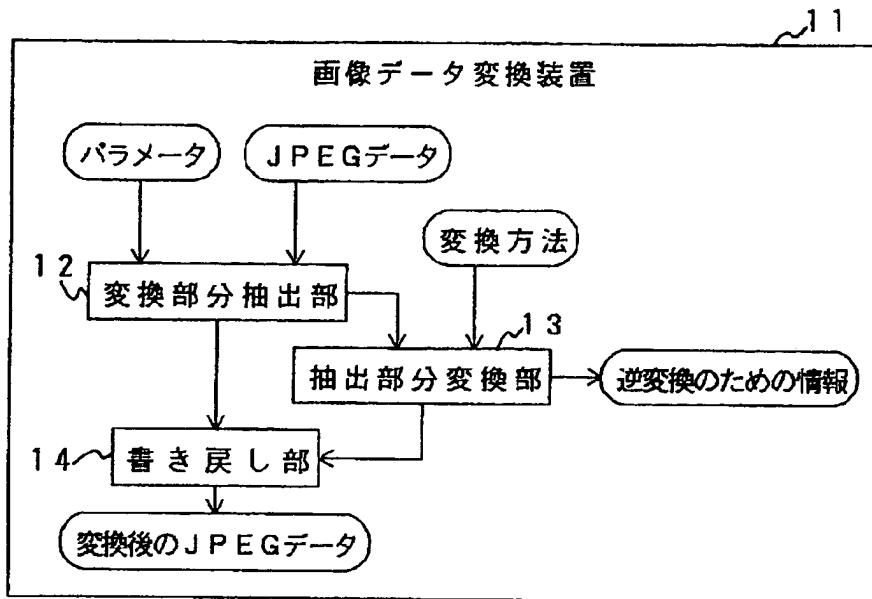 11
画像データ変換装置
パラメータ
JPEGデータ
変換方法
12
変換部分抽出部
13
抽出部分変換部
逆変換のための情報
14
書き戻し部
変換後のJPEGデータ